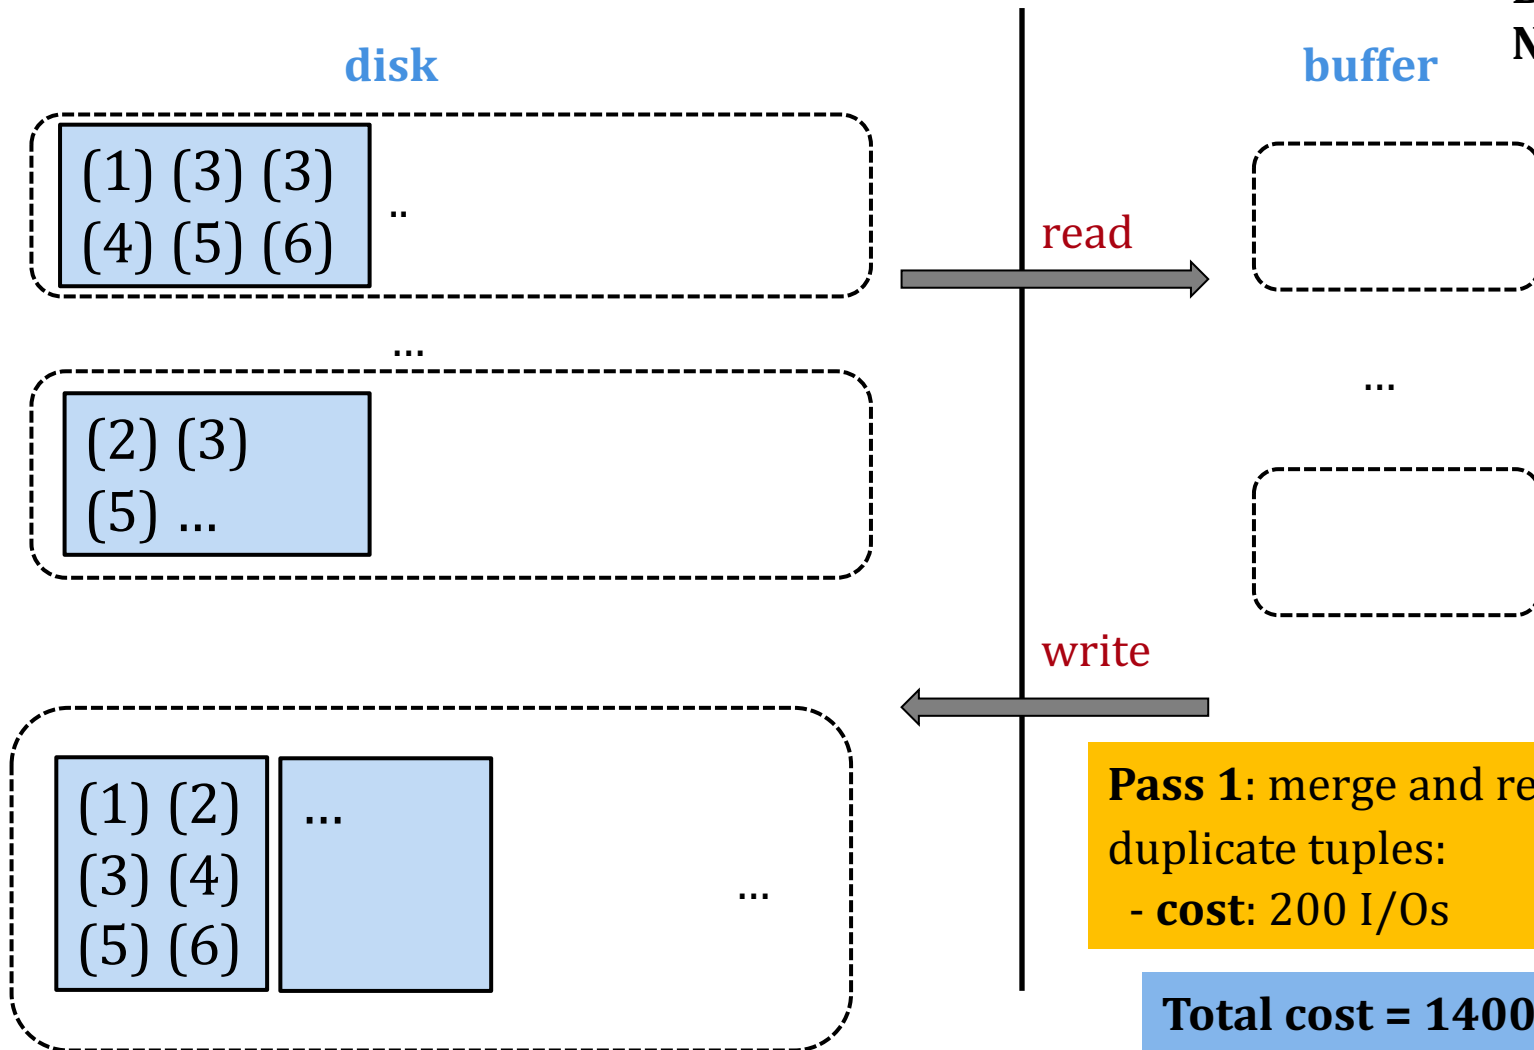 disk
buffer
N
(1) (3) (3)
(4) (5) (6)
..
read
...
(2) (3)
(5) ...
...
write
(1) (2)
(3) (4)
(5) (6)
...
...
Pass 1: merge and re
duplicate tuples:
- cost: 200 I/Os
Total cost = 1400